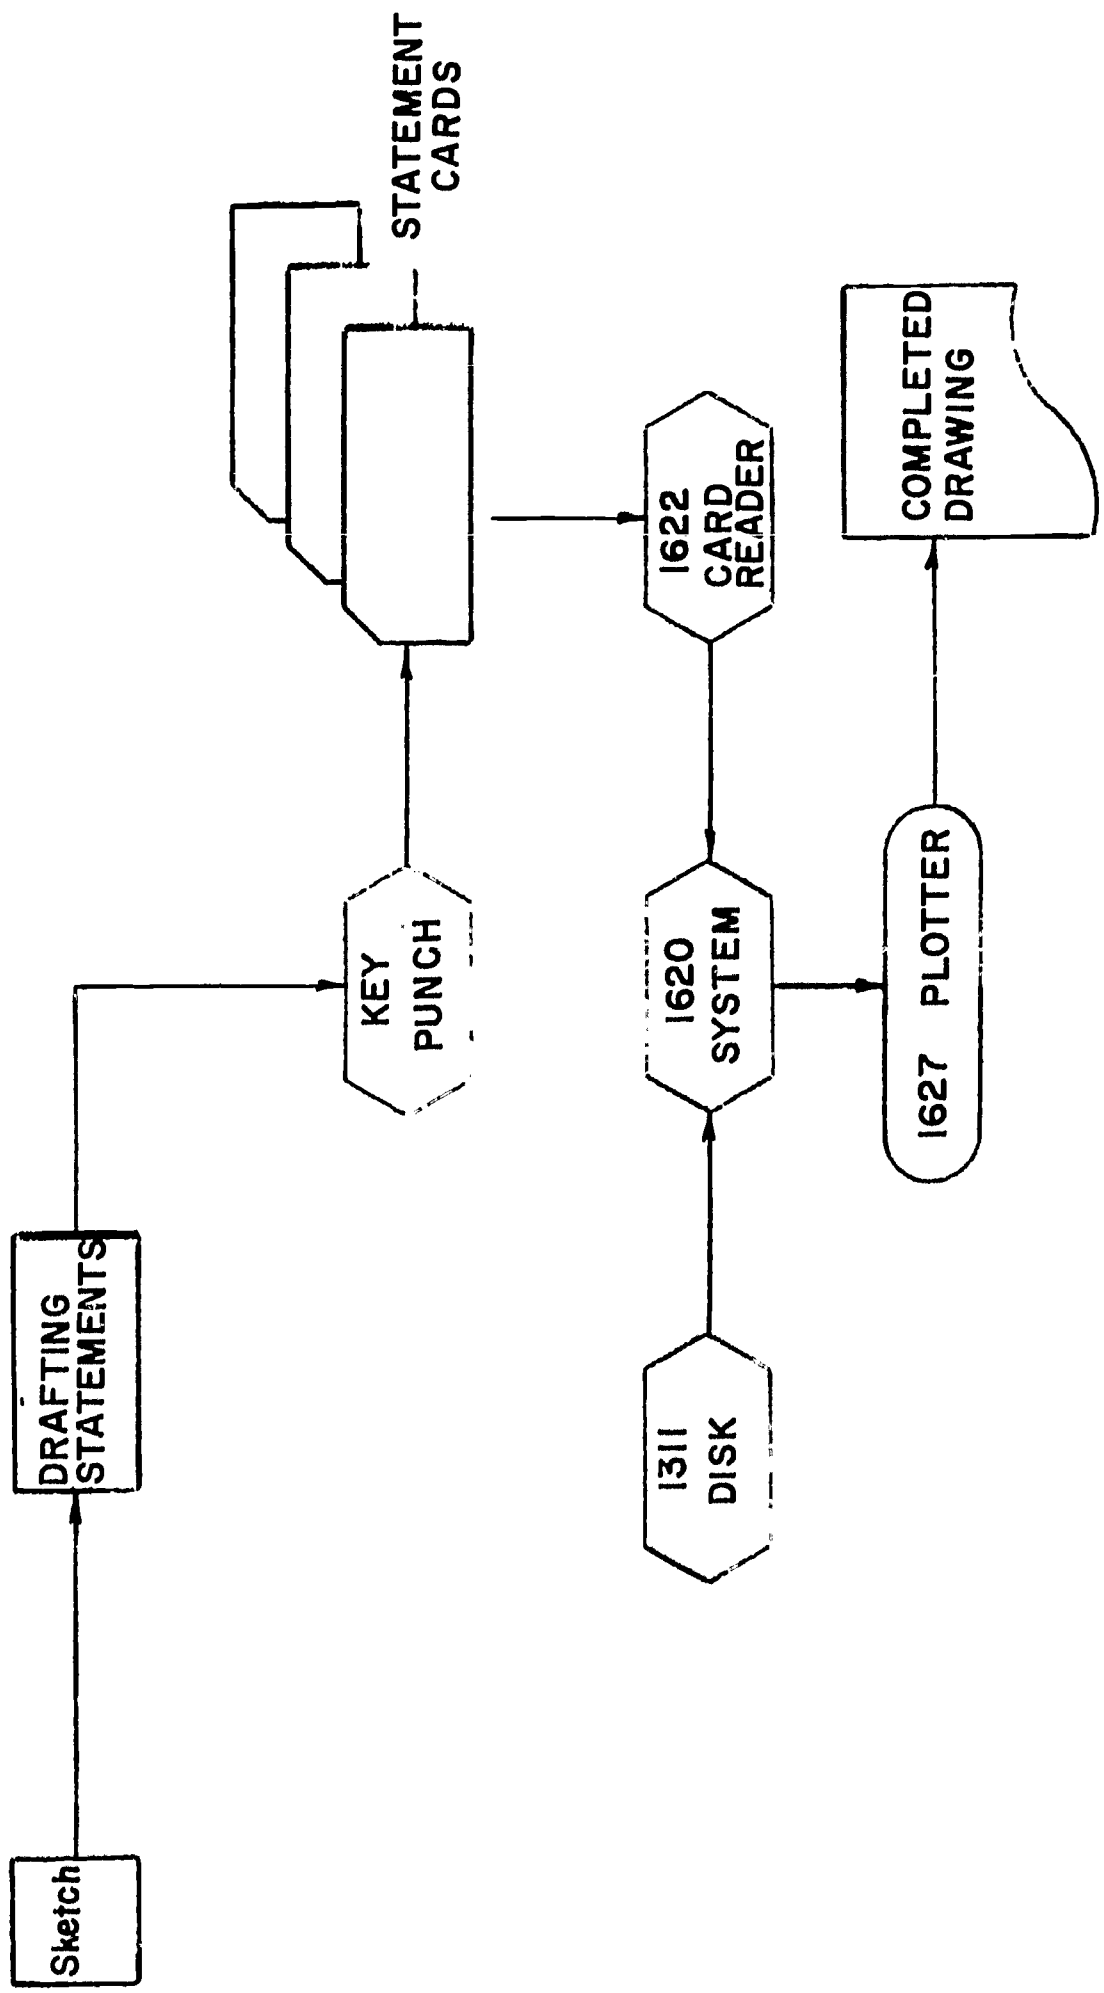 Sketch
DRAFTING
STATEMENTS
KEY
PUNCH
STATEMENT
CARDS
1311
DISK
1620
SYSTEM
1622
CARD
READER
1627 PLOTTER
COMPLETED
DRAWING